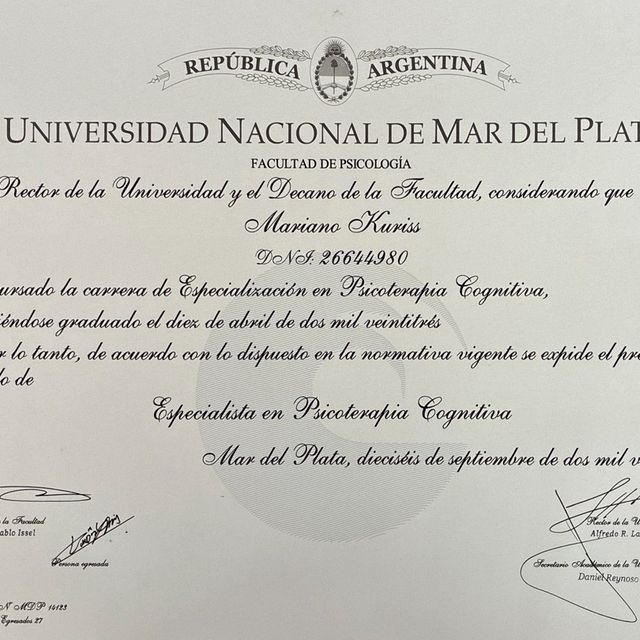 REPÚBLICA ARGENTINA
UNIVERSIDAD NACIONAL DE MAR DEL PLAT
FACULTAD DE PSICOLOGÍA
Rector de la Universidad y el Decano de la Facultad, considerando que
Mariano Kuriss
DNI: 26644980
ursado la carrera de Especialización en Psicoterapia Cognitiva,
iéndose graduado el diez de abril de dos mil veintitrés
r lo tanto, de acuerdo con lo dispuesto en la normativa vigente se expide el pre
lo de
Especialista en Psicoterapia Cognitiva
Mar del Plata, dieciséis de septiembre de dos mil v
la Facultad
ablo Issel
Persona egresada
Rector de la U
Alfredo R. La
Secretario Académico de la U
Daniel Reynoso
Nº MDP 14123
Egresados 27